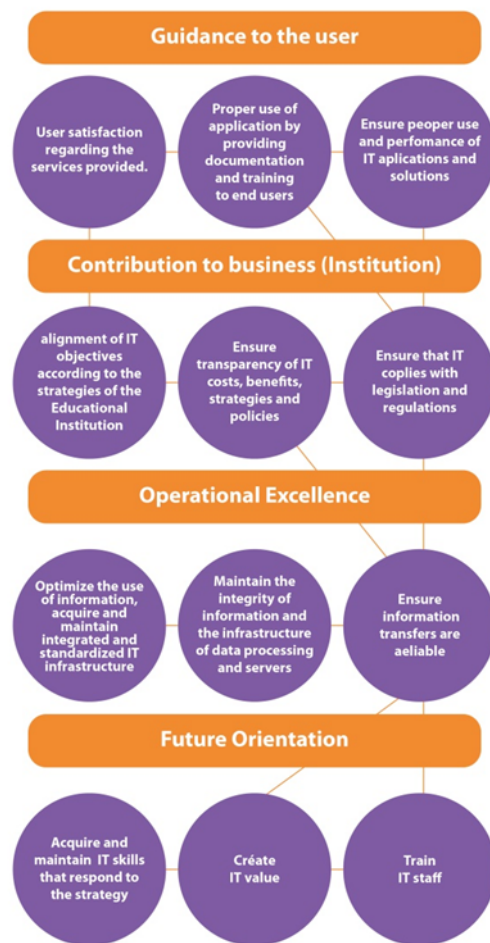 Guidance to the user
User satisfaction
regarding the
services provided.
Proper use of
application by
providing
documentation
and training
to end users
Ensure peoper use
and perfomance of
IT aplications and
solutions
Contribution to business (Institution)
alignment of IT
objectives
according to the
strategies of the
Educational
Institution
Ensure
transparency of IT
costs, benefits,
strategies and
policies
Ensure that IT
coplies with
legislation and
regulations
Operational Excellence
Optimize the use
of information,
acquire and
maintain
integrated and
standardized IT
infrastructure
Maintain the
integrity of
information and
the infrastructure
of data processing
and servers
Ensure
information
transfers are
aeliable
Future Orientation
Acquire and
maintain IT skills
that respond to
the strategy
Créate
IT value
Train
IT staff